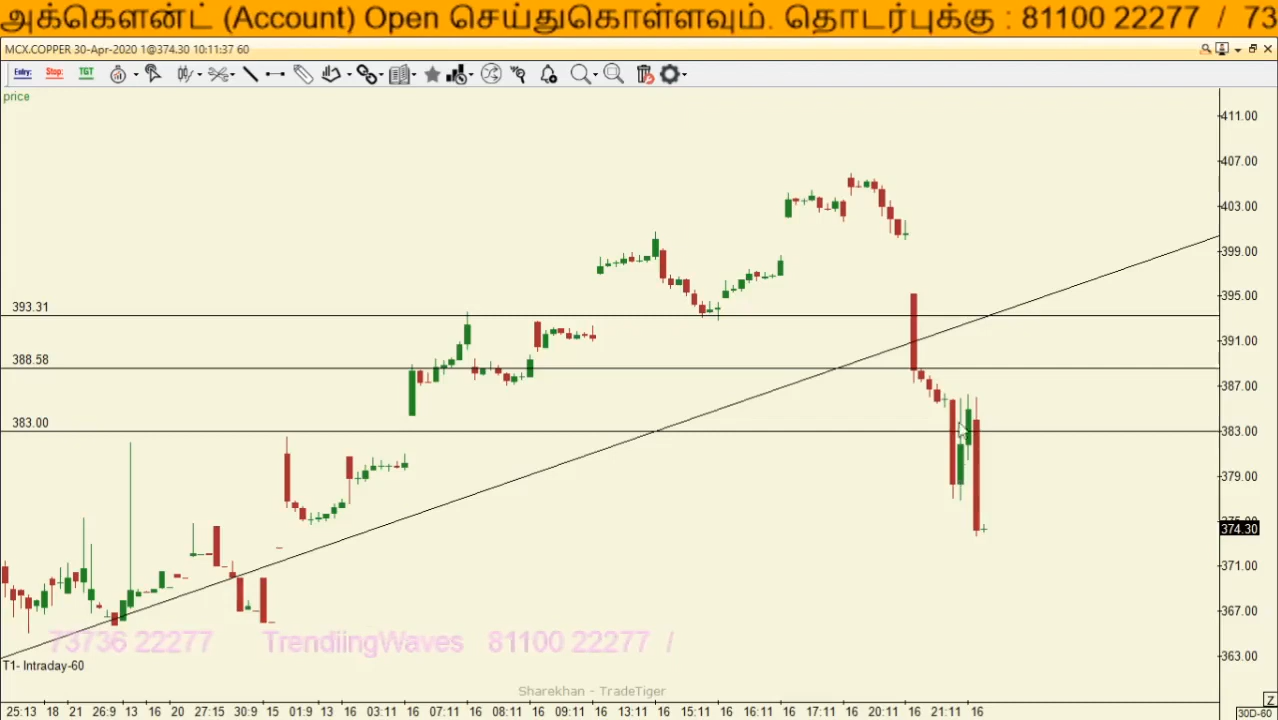 அக்கௌன்ட் (Account) Open செய்துகொள்ளவும். தொடர்புக்கு : 81100 22277 / 73
MCX.COPPER 30-Apr-2020 1@374.30 10:11:37 60
Entry: Stop: TGT
price
411.00
407.00
403.00
399.00
395.00
393.31
391.00
388.58
387.00
383.00 383.00
379.00
374.30
371.00
367.00
73736 22277 TrendiingWaves 81100 22277 /
363.00
T1- Intraday-60
Sharekhan - TradeTiger
25:13 18 21 26:9 13 16 20 27:15 30:9 15 01:9 13 16 03:11 16 07:11 16 08:11 16 09:11 16 13:11 16 15:11 16 16:11 16 17:11 16 20:11 16 21:11 16
Z
30D-60